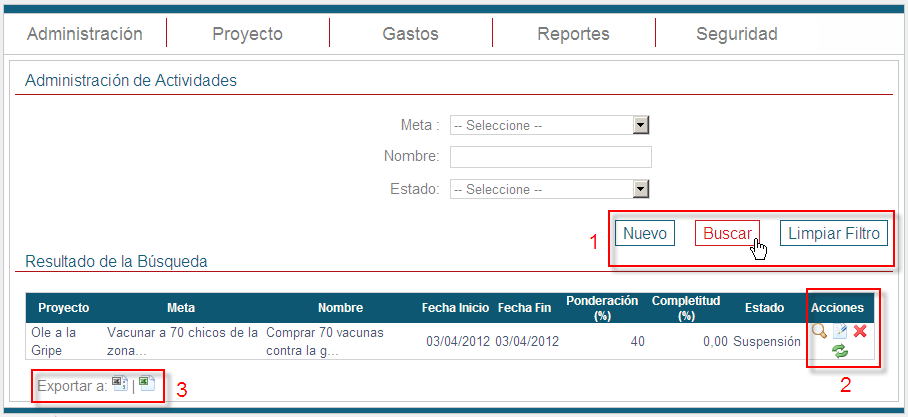 Administración Proyecto Gastos Reportes Seguridad
Administración de Actividades
Meta : -- Seleccione --
Nombre:
Estado: -- Seleccione --
1 Nuevo Buscar Limpiar Filtro
Resultado de la Búsqueda
Proyecto Meta Nombre Fecha Inicio Fecha Fin Ponderación (%) Completitud (%) Estado Acciones
Ole a la Vacunar a 70 chicos de la Comprar 70 vacunas 03/04/2012 03/04/2012 40 0,00 Suspensión
Gripe zona... contra la g...
Exportar a: | 3 2